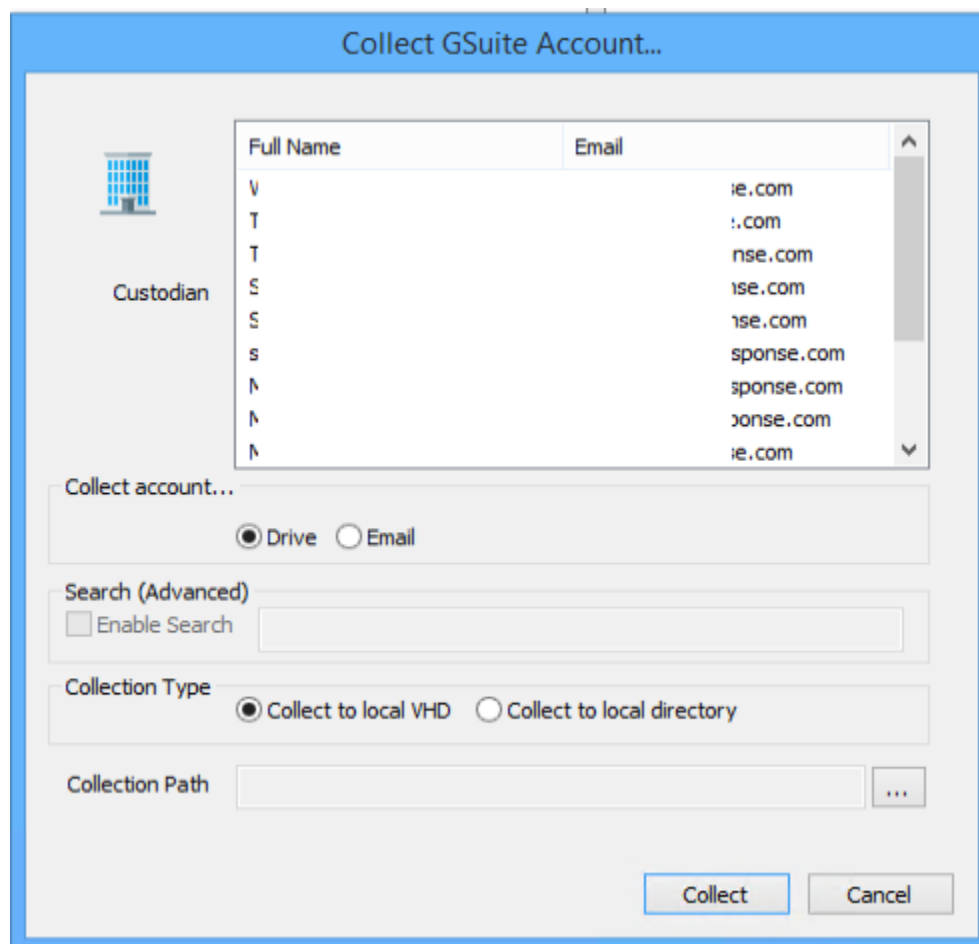 Collect GSuite Account...
Full Name Email
V se.com
T e.com
T nse.com
Custodian
S nse.com
S nse.com
s sponse.com
M sponse.com
M ponse.com
M se.com
Collect account...
Drive Email
Search (Advanced)
Enable Search
Collection Type
Collect to local VHD Collect to local directory
Collection Path ...
Collect Cancel